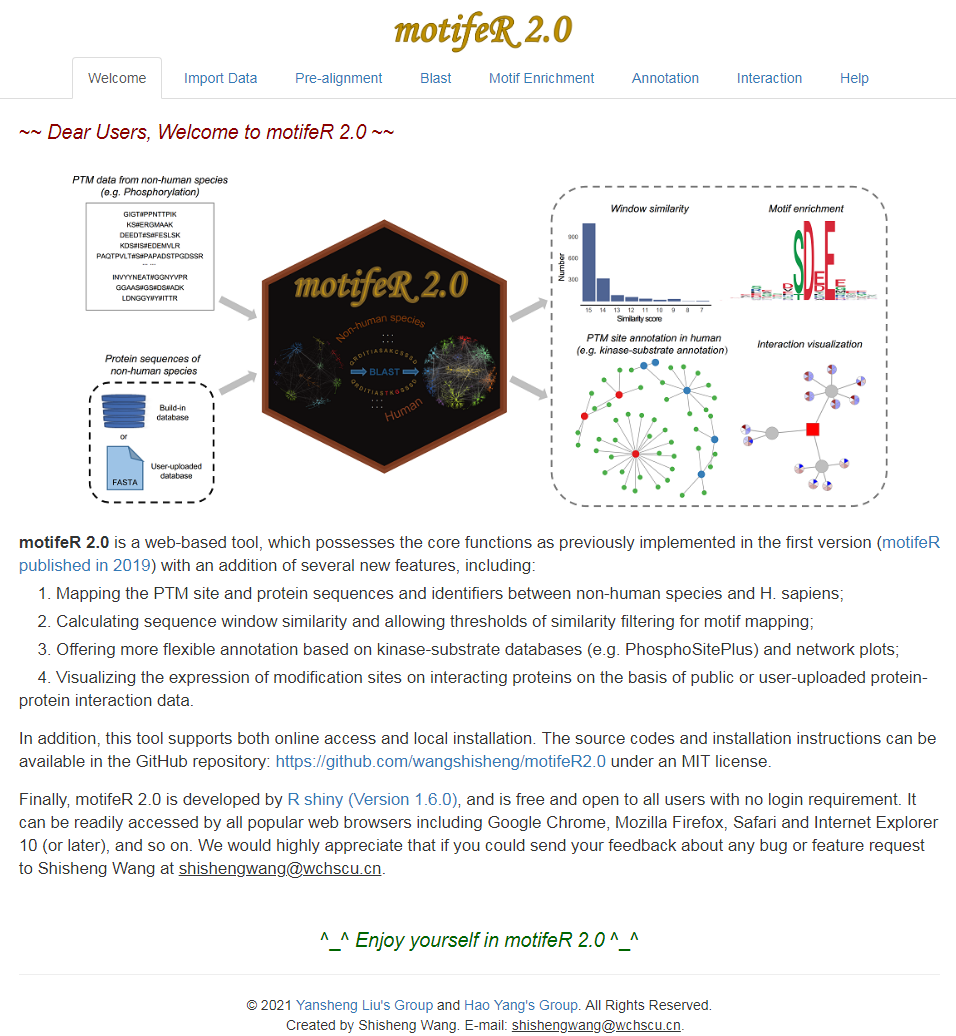 motifeR 2.0
Welcome
Import Data
Pre-alignment
Blast
Motif Enrichment
Annotation
Interaction
Help
~~ Dear Users, Welcome to motifeR 2.0 ~~
PTM data from non-human species
(e.g. Phosphorylation)
GIGT#PPNTTPIK
KS#ERGMAAK
DEEDT#S#FESLSK
KDS#IS#EDEMVLR
PAQTPVLT#S#PAPADSTPGDSSR
... ...
INVYYNEAT#GGNYVPR
GGAAS#GS#DS#ADK
LDNGGY#Y#ITTR
Protein sequences of
non-human species
Build-in
database
or
User-uploaded
database
FASTA
motifeR 2.0
Non-human species
BLAST
Human
Window similarity
Number
900
600
300
15 14 13 12 11 10 9 8 7
Similarity score
Motif enrichment
SDEE
PTM site annotation in human
(e.g. kinase-substrate annotation)
Interaction visualization
motifeR 2.0 is a web-based tool, which possesses the core functions as previously implemented in the first version (motifeR
published in 2019) with an addition of several new features, including:
1. Mapping the PTM site and protein sequences and identifiers between non-human species and H. sapiens;
2. Calculating sequence window similarity and allowing thresholds of similarity filtering for motif mapping;
3. Offering more flexible annotation based on kinase-substrate databases (e.g. PhosphoSitePlus) and network plots;
4. Visualizing the expression of modification sites on interacting proteins on the basis of public or user-uploaded protein-
protein interaction data.
In addition, this tool supports both online access and local installation. The source codes and installation instructions can be
available in the GitHub repository: https://github.com/wangshisheng/motifeR2.0 under an MIT license.
Finally, motifeR 2.0 is developed by R shiny (Version 1.6.0), and is free and open to all users with no login requirement. It
can be readily accessed by all popular web browsers including Google Chrome, Mozilla Firefox, Safari and Internet Explorer
10 (or later), and so on. We would highly appreciate that if you could send your feedback about any bug or feature request
to Shisheng Wang at shishengwang@wchscu.cn.
^_^ Enjoy yourself in motifeR 2.0 ^_^
© 2021 Yansheng Liu's Group and Hao Yang's Group. All Rights Reserved.
Created by Shisheng Wang. E-mail: shishengwang@wchscu.cn.